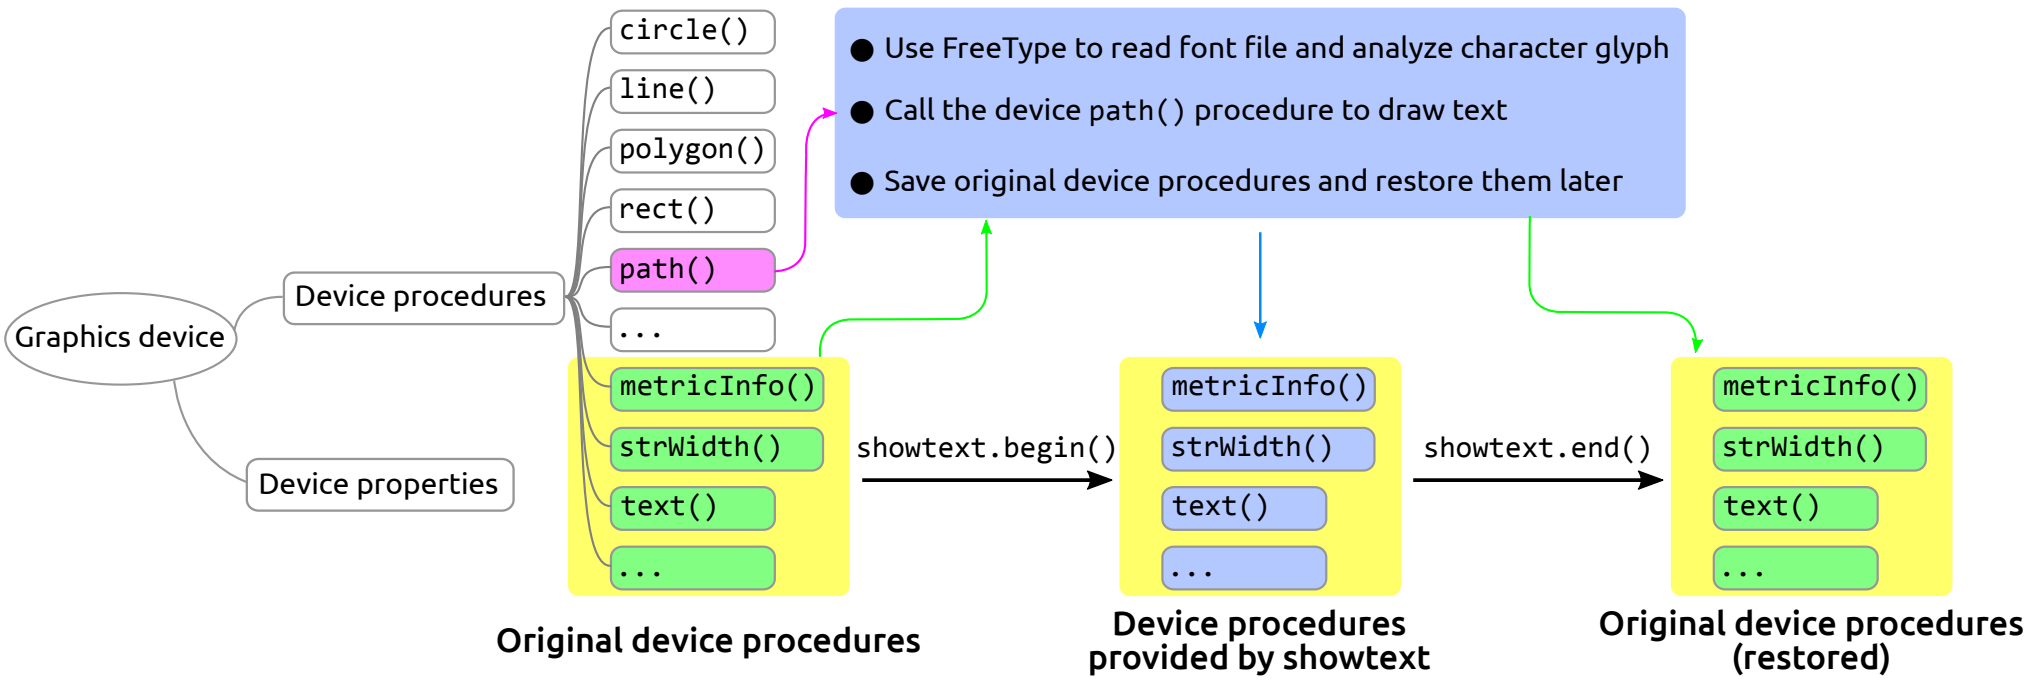 circle()
line()
polygon()
rect()
path()
...
● Use FreeType to read font file and analyze character glyph
● Call the device path() procedure to draw text
● Save original device procedures and restore them later
Graphics device
Device procedures
Device properties
metricInfo()
strWidth()
text()
...
Original device procedures
showtext.begin()
metricInfo()
strWidth()
text()
...
Device procedures
provided by showtext
showtext.end()
metricInfo()
strWidth()
text()
...
Original device procedures
(restored)